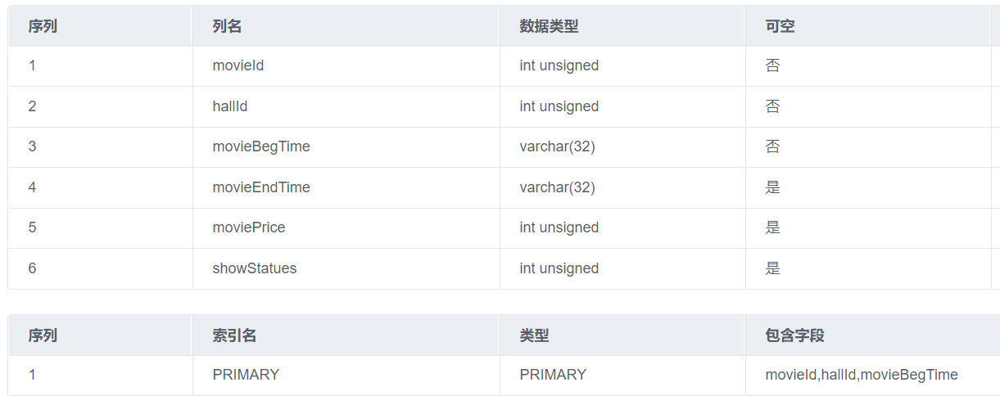 序列 列名 数据类型 可空
1 movieId int unsigned 否
2 hallId int unsigned 否
3 movieBegTime varchar(32) 否
4 movieEndTime varchar(32) 是
5 moviePrice int unsigned 是
6 showStatues int unsigned 是
序列 索引名 类型 包含字段
1 PRIMARY PRIMARY movieId,hallId,movieBegTime